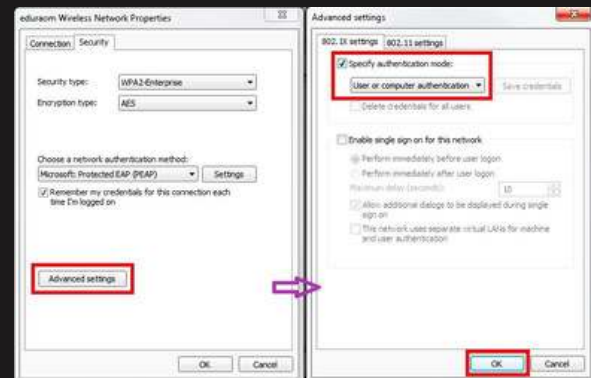 eduraom Wireless Network Properties
Connection Security
Security type: WPA2-Enterprise
Encryption type: AES
Choose a network authentication method:
Microsoft: Protected EAP (PEAP) Settings
Remember my credentials for this connection each
time I'm logged on
Advanced settings
OK Cancel
Advanced settings
802.1X settings 802.11 settings
Specify authentication mode:
User or computer authentication Save credentials
Delete credentials for all users
Enable single sign on for this network
Perform immediately before user logon
Perform immediately after user logon
Maximum delay (seconds): 10
Allow additional dialogs to be displayed during single
sign on
This network uses separate virtual LANs for machine
and user authentication
OK Cancel